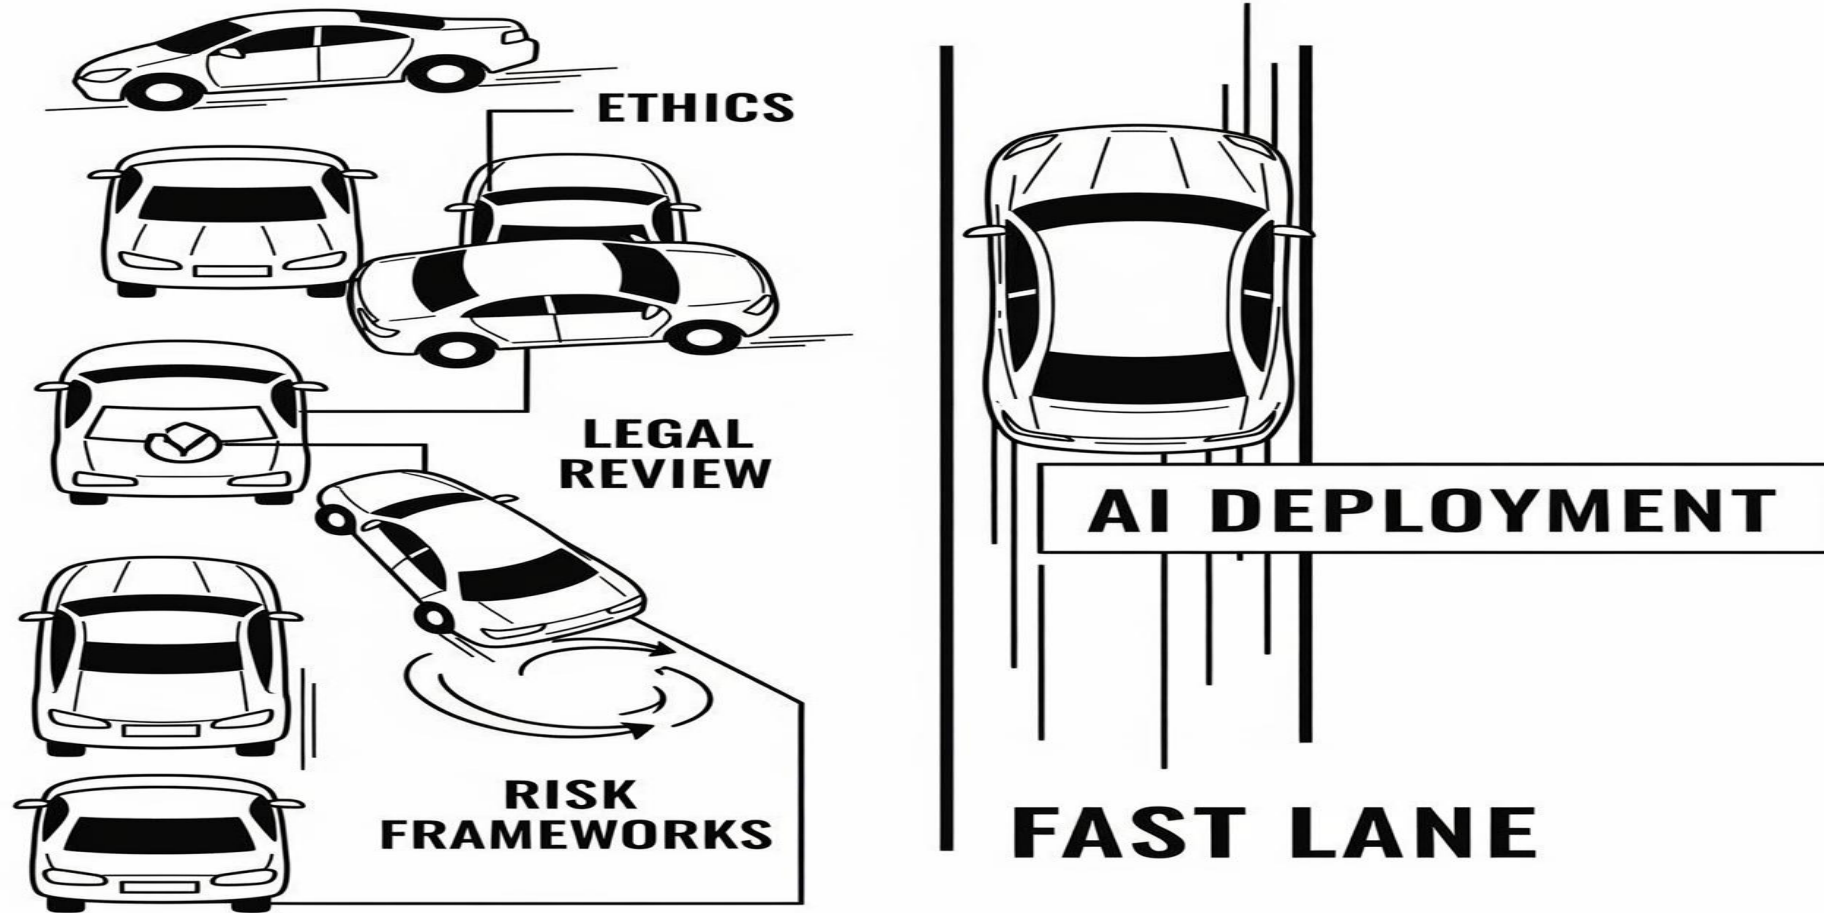 ETHICS
LEGAL
REVIEW
RISK
FRAMEWORKS
AI DEPLOYMENT
FAST LANE